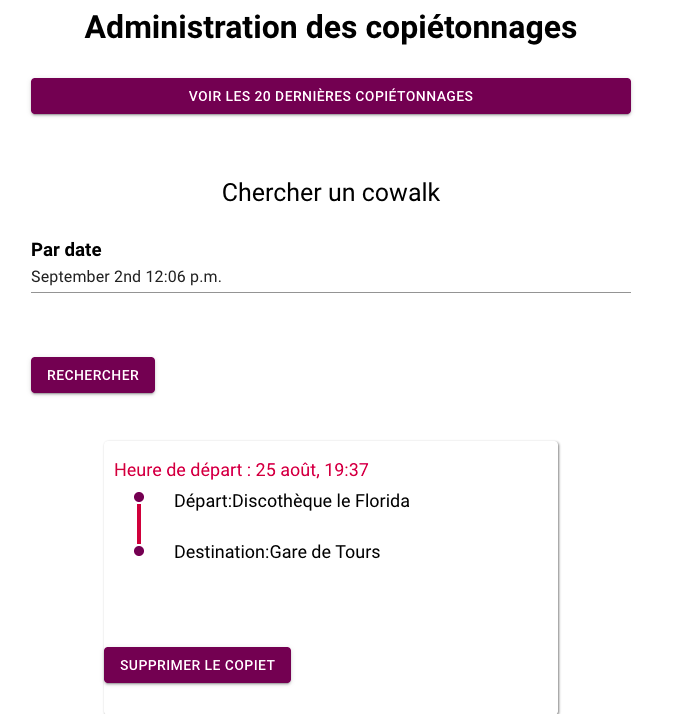 Administration des copiétonnages
VOIR LES 20 DERNIÈRES COPIÉTONNAGES
Chercher un cowalk
Par date
September 2nd 12:06 p.m.
RECHERCHER
Heure de départ : 25 août, 19:37
Départ:Discothèque le Florida
Destination:Gare de Tours
SUPPRIMER LE COPIET